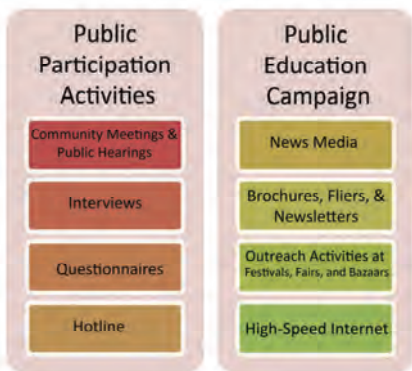 Public
Participation
Activities
Community Meetings &
Public Hearings
Interviews
Questionnaires
Hotline
Public
Education
Campaign
News Media
Brochures, Fliers, &
Newsletters
Outreach Activities at
Festivals, Fairs, and Bazaars
High-Speed Internet